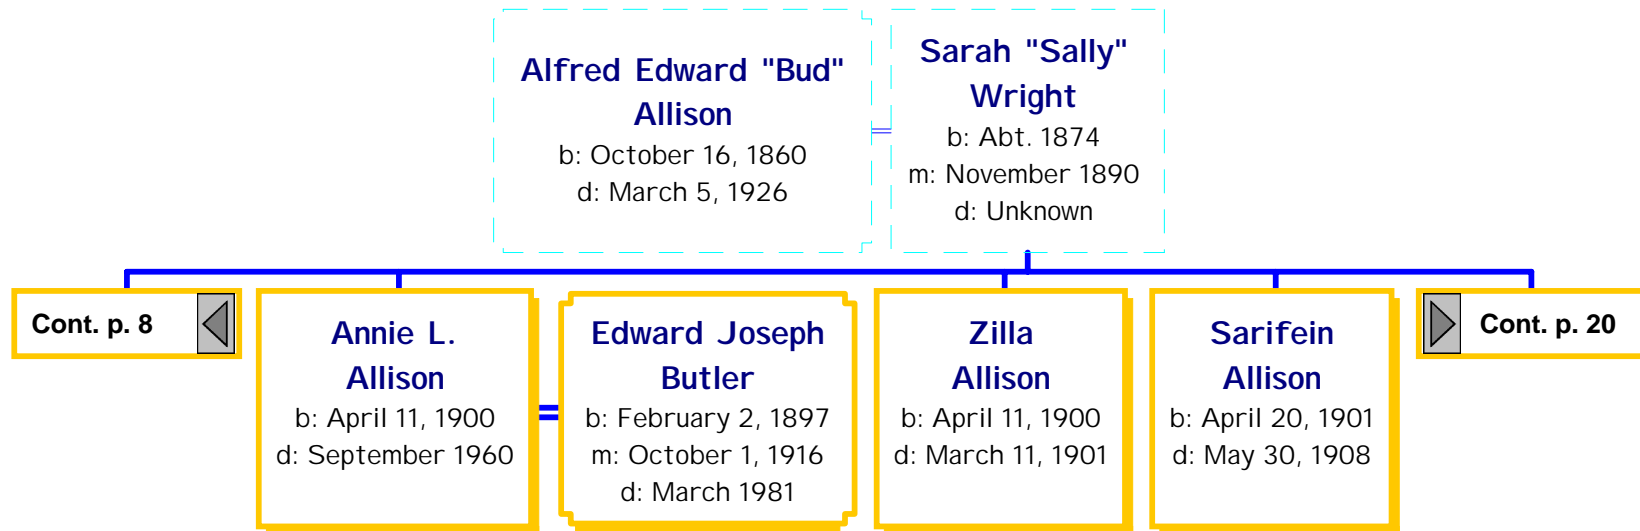 Alfred Edward "Bud"
Allison
b: October 16, 1860
d: March 5, 1926
Sarah "Sally"
Wright
b: Abt. 1874
m: November 1890
d: Unknown
Cont. p. 8
Annie L.
Allison
b: April 11, 1900
d: September 1960
Edward Joseph
Butler
b: February 2, 1897
m: October 1, 1916
d: March 1981
Zilla
Allison
b: April 11, 1900
d: March 11, 1901
Sarifein
Allison
b: April 20, 1901
d: May 30, 1908
Cont. p. 20